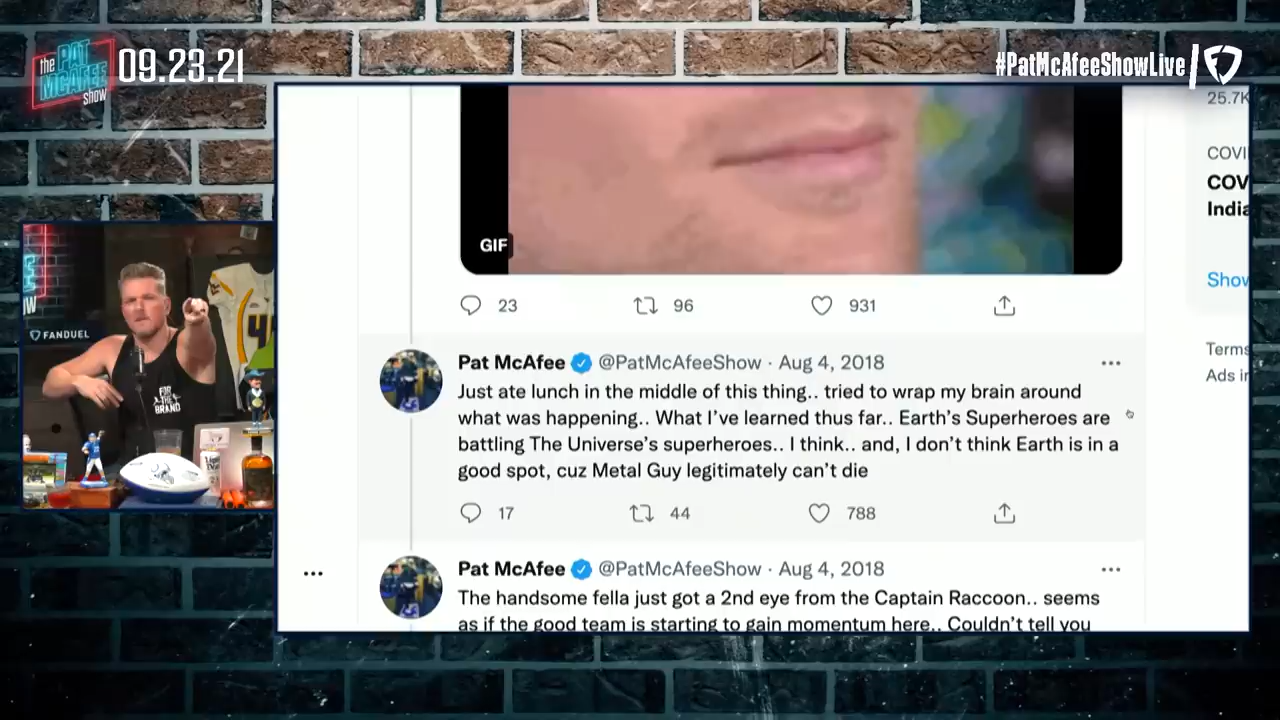 the PAT MCAFEE show
09.23.21
#PatMcAfeeShowLive
25.7K
COVI
COV
India
Show
Terms
Ads in
GIF
23 96 931
Pat McAfee @PatMcAfeeShow · Aug 4, 2018
Just ate lunch in the middle of this thing.. tried to wrap my brain around
what was happening.. What I’ve learned thus far.. Earth’s Superheroes are
battling The Universe’s superheroes.. I think.. and, I don’t think Earth is in a
good spot, cuz Metal Guy legitimately can’t die
17 44 788
Pat McAfee @PatMcAfeeShow · Aug 4, 2018
The handsome fella just got a 2nd eye from the Captain Raccoon.. seems
as if the good team is starting to gain momentum here.. Couldn’t tell you
FANDUEL
FOR
THE
BRAND